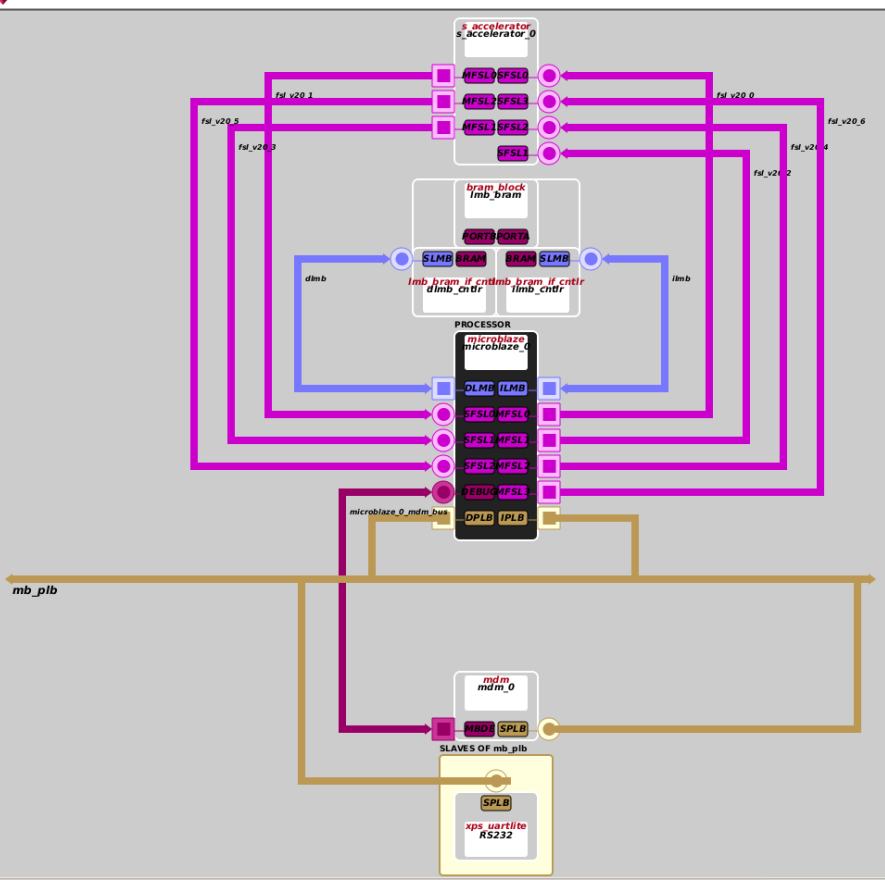 s_accelerator
s_accelerator_0
MFSL0 SFSL0
fsl_v20_1 fsl_v20_0
MFSL2 SFSL3
fsl_v20_5 fsl_v20_6
MFSL1 SFSL2
fsl_v20_3 fsl_v20_4
SFSL1
fsl_v20_2
bram_block
lmb_bram
PORTB PORTA
SLMB BRAM BRAM SLMB
dlmb ilmb
lmb_bram_if_cntlr lmb_bram_if_cntlr
dlmb_cntlr ilmb_cntlr
PROCESSOR
microblaze
microblaze_0
DLMB ILMB
SFSL0 MFSL0
SFSL1 MFSL1
SFSL2 MFSL2
DEBUG MFSL3
microblaze_0_mdm_bus
DPLB IPLB
mb_plb
mdm
mdm_0
MBDE SPLB
SLAVES OF mb_plb
SPLB
xps_uartlite
RS232